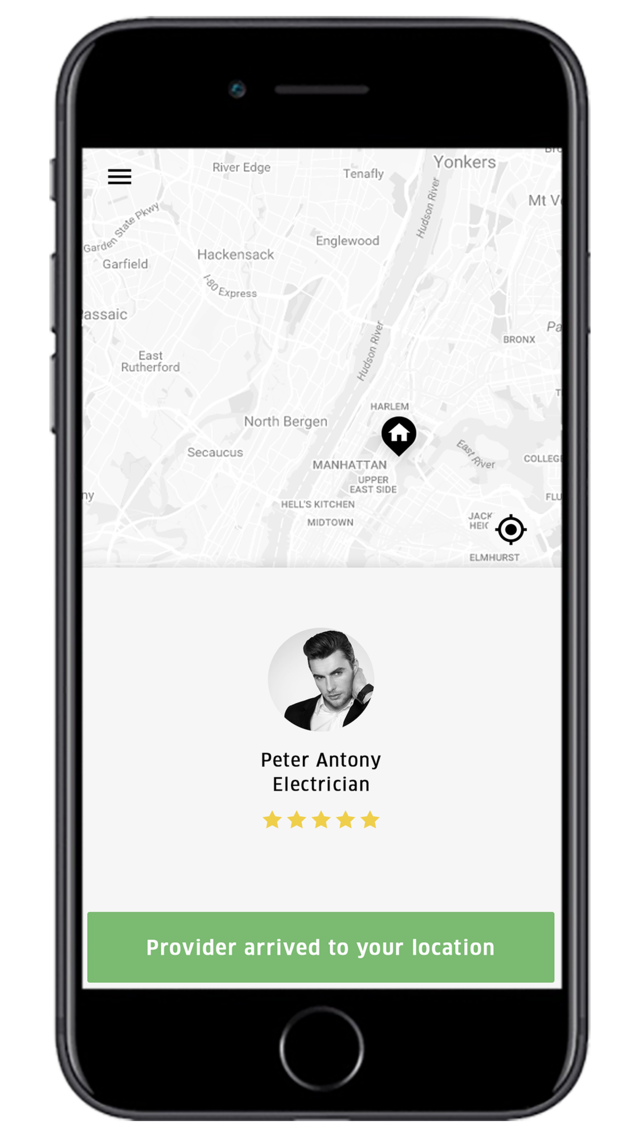 Yonkers
River Edge
Tenafly
Hudson River
Mt V
Garden State Pkwy
Englewood
Hackensack
Garfield
I-80 Express
assaic
Hudson River
Pa
BRONX
East
Rutherford
HARLEM
North Bergen
East River
Secaucus
MANHATTAN
COLLEG
UPPER
EAST SIDE
ny
FLU
HELL'S KITCHEN
JACK
HEIG
MIDTOWN
ELMHURST
Peter Antony
Electrician
Provider arrived to your location